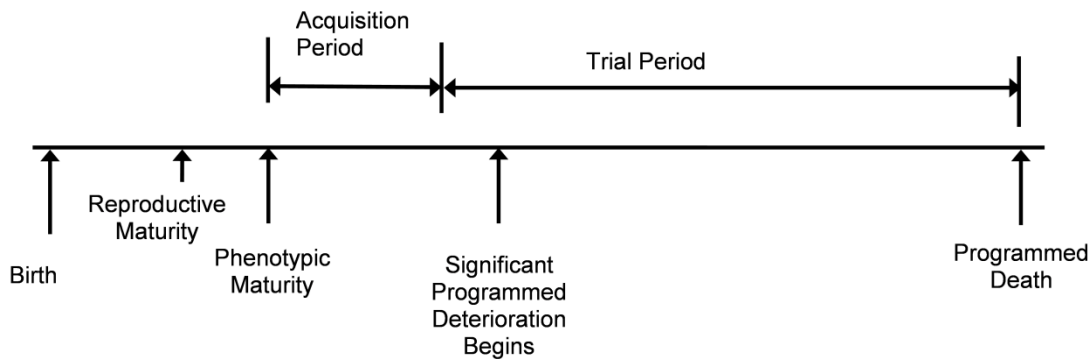 Acquisition
Period
Trial Period
Birth
Reproductive
Maturity
Phenotypic
Maturity
Significant
Programmed
Deterioration
Begins
Programmed
Death